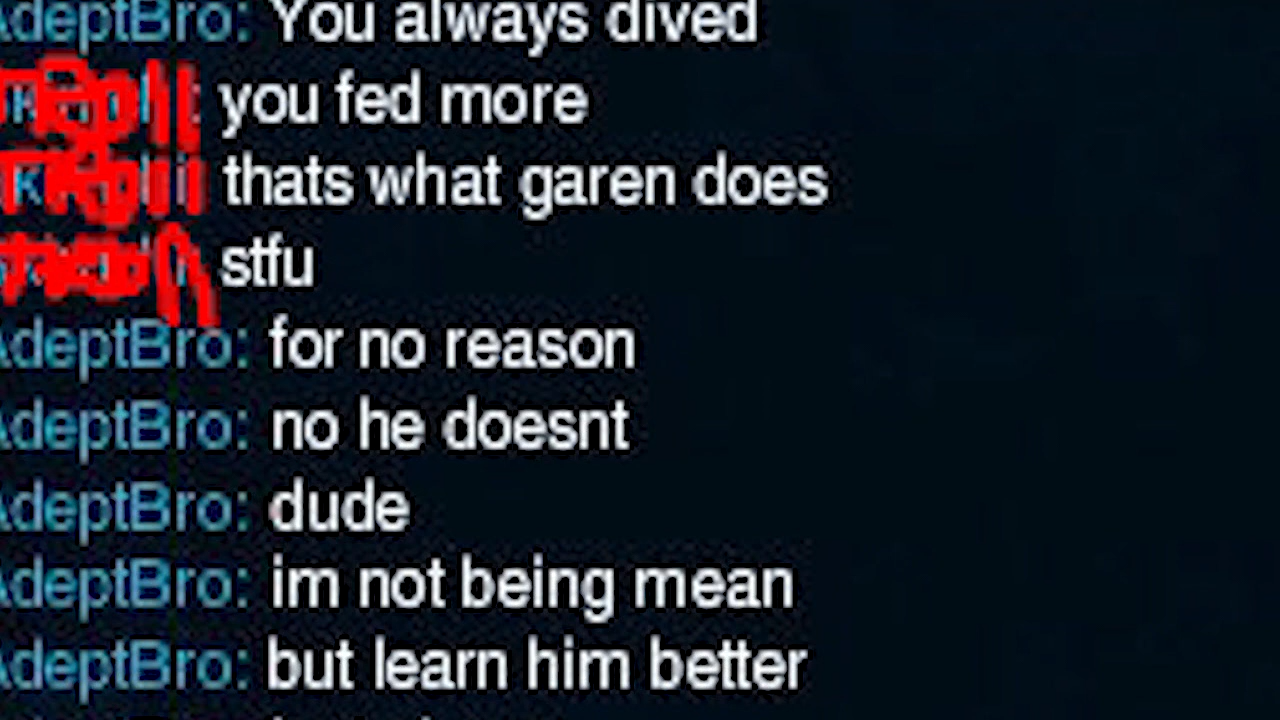 AdeptBro: You always dived
you fed more
thats what garen does
stfu
AdeptBro: for no reason
AdeptBro: no he doesnt
AdeptBro: dude
AdeptBro: im not being mean
AdeptBro: but learn him better